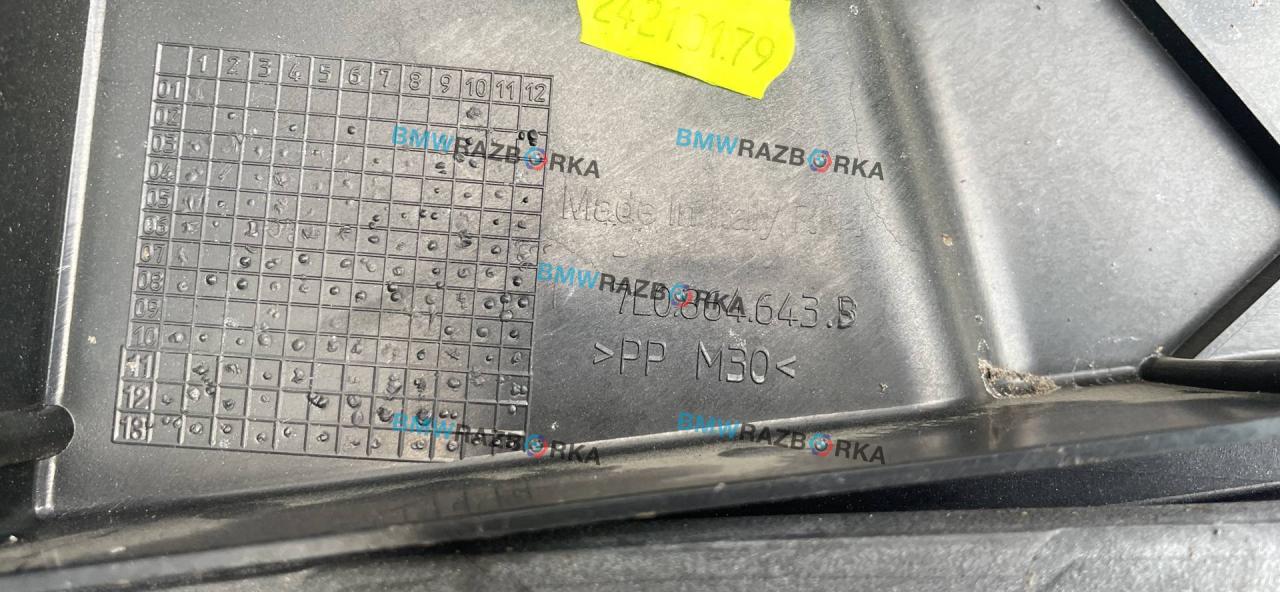 2421.01.79
1 2 3 4 5 6 7 8 9 10 11 12
01
02
03
04
05
06
07
08
09
10
11
12
13
BMWRAZBORKA
BMWRAZBORKA
Made In Italy
BMWRAZBORKA
7L0.864.643.B
>PP M30<
BMWRAZBORKA
BMWRAZBORKA